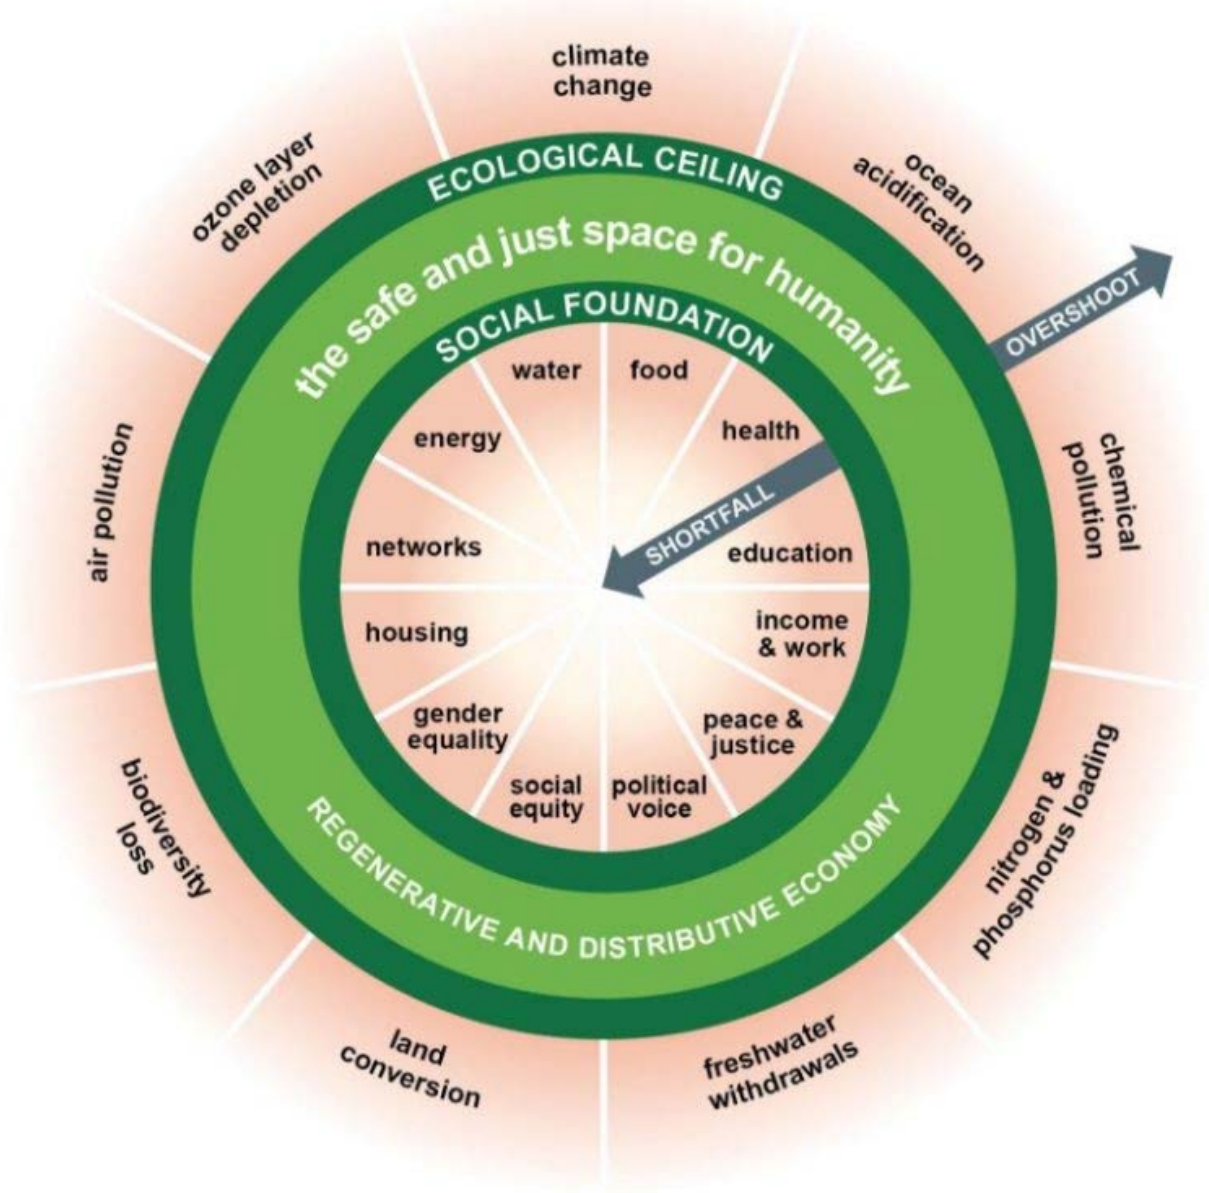 climate
change
ozone layer
depletion
ocean
acidification
ECOLOGICAL CEILING
the safe and just space for humanity
SOCIAL FOUNDATION
OVERSHOOT
water
food
energy
health
air pollution
chemical
pollution
SHORTFALL
networks
education
housing
income
& work
gender
equality
peace &
justice
social
equity
political
voice
biodiversity
loss
nitrogen &
phosphorus loading
REGENERATIVE AND DISTRIBUTIVE ECONOMY
land
conversion
freshwater
withdrawals